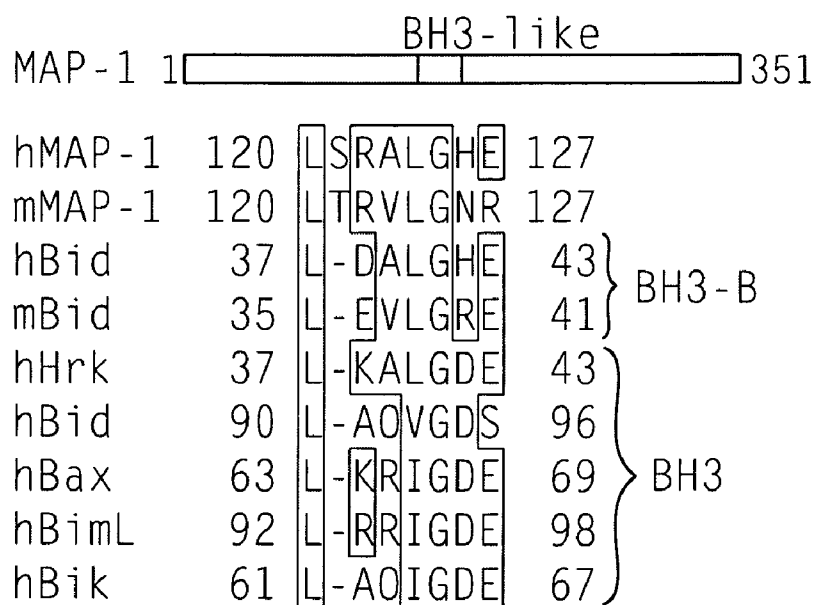 BH3-like
MAP-1 1 351
hMAP-1 120 LSRALGHE 127
mMAP-1 120 LTRVLGNR 127
hBid 37 L-DALGHE 43
mBid 35 L-EVLGRE 41
BH3-B
hHrk 37 L-KALGDE 43
hBid 90 L-AOVGDS 96
hBax 63 L-KRIGDE 69
BH3
hBimL 92 L-RRIGDE 98
hBik 61 L-AOIGDE 67